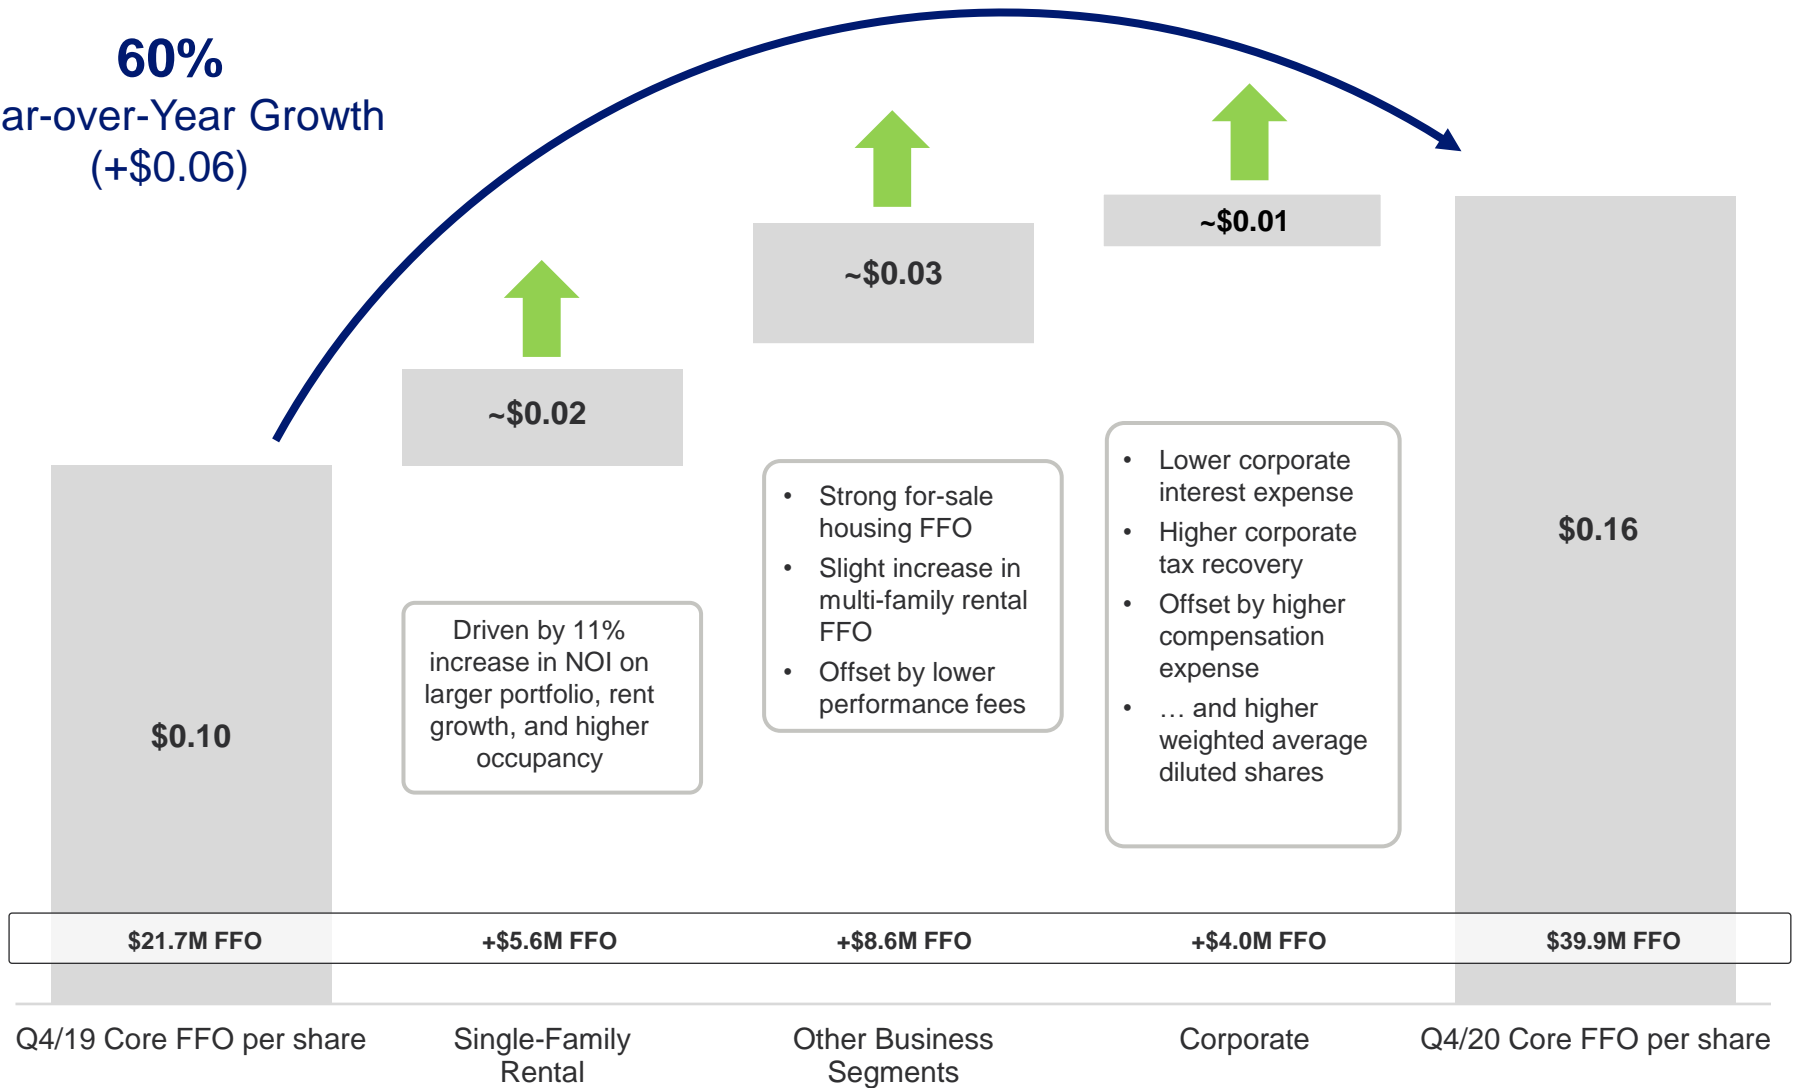 60%
ar-over-Year Growth
(+$0.06)
~$0.01
~$0.03
~$0.02
$0.10
$0.16
Driven by 11%
increase in NOI on
larger portfolio, rent
growth, and higher
occupancy
• Strong for-sale
housing FFO
• Slight increase in
multi-family rental
FFO
• Offset by lower
performance fees
• Lower corporate
interest expense
• Higher corporate
tax recovery
• Offset by higher
compensation
expense
• … and higher
weighted average
diluted shares
$21.7M FFO
+$5.6M FFO
+$8.6M FFO
+$4.0M FFO
$39.9M FFO
Q4/19 Core FFO per share
Single-Family
Rental
Other Business
Segments
Corporate
Q4/20 Core FFO per share